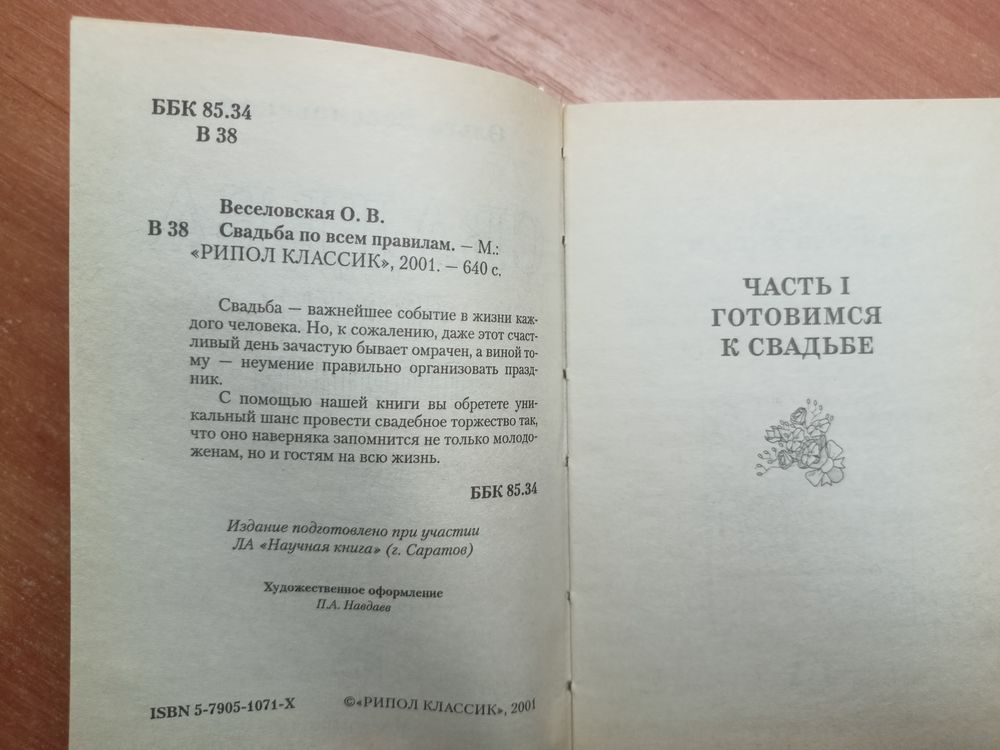 ББК 85.34
В 38
Веселовская О. В.
В 38 Свадьба по всем правилам. — М.:
«РИПОЛ КЛАССИК», 2001. — 640 с.
Свадьба — важнейшее событие в жизни каж-
дого человека. Но, к сожалению, даже этот счаст-
ливый день зачастую бывает омрачен, а виной то-
му — неумение правильно организовать празд-
ник.
С помощью нашей книги вы обретете уни-
кальный шанс провести свадебное торжество так,
что оно наверняка запомнится не только молодо-
женам, но и гостям на всю жизнь.
ББК 85.34
Издание подготовлено при участии
ЛА «Научная книга» (г. Саратов)
Художественное оформление
П.А. Навдаев
ISBN 5-7905-1071-X
©«РИПОЛ КЛАССИК», 2001
ЧАСТЬ I
ГОТОВИМСЯ
К СВАДЬБЕ